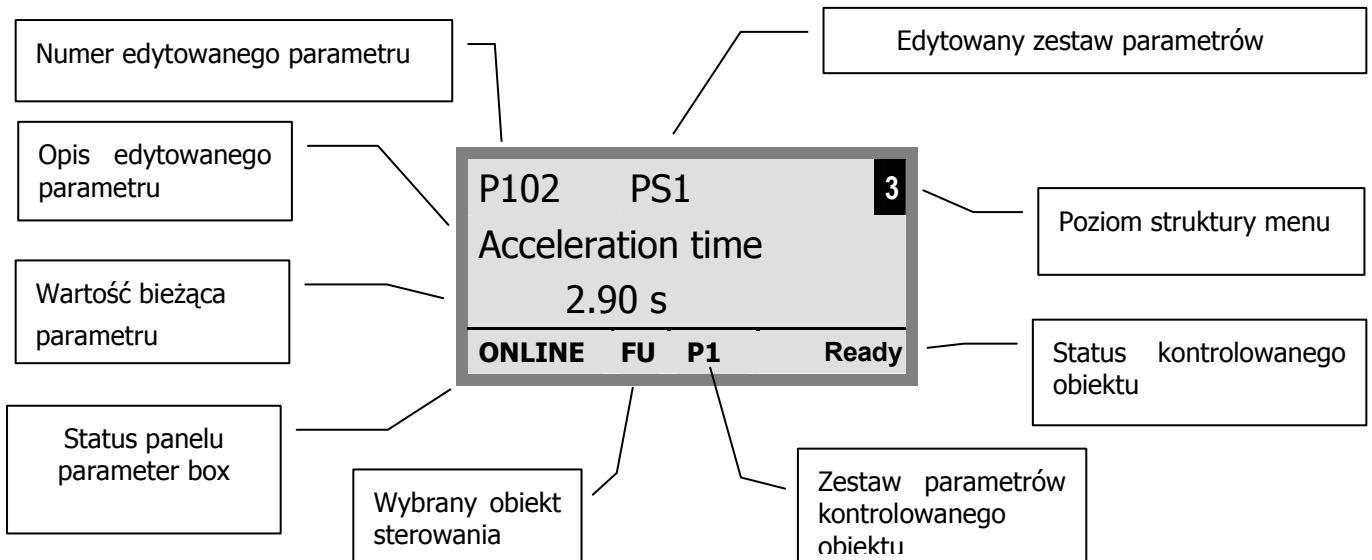 Numer edytowanego parametru
Edytowany zestaw parametrów
Opis edytowanego
parametru
P102 PS1 3
Acceleration time
2.90 s
ONLINE FU P1 Ready
Poziom struktury menu
Wartość bieżąca
parametru
Status kontrolowanego
obiektu
Status panelu
parameter box
Wybrany obiekt
sterowania
Zestaw parametrów
kontrolowanego
obiektu